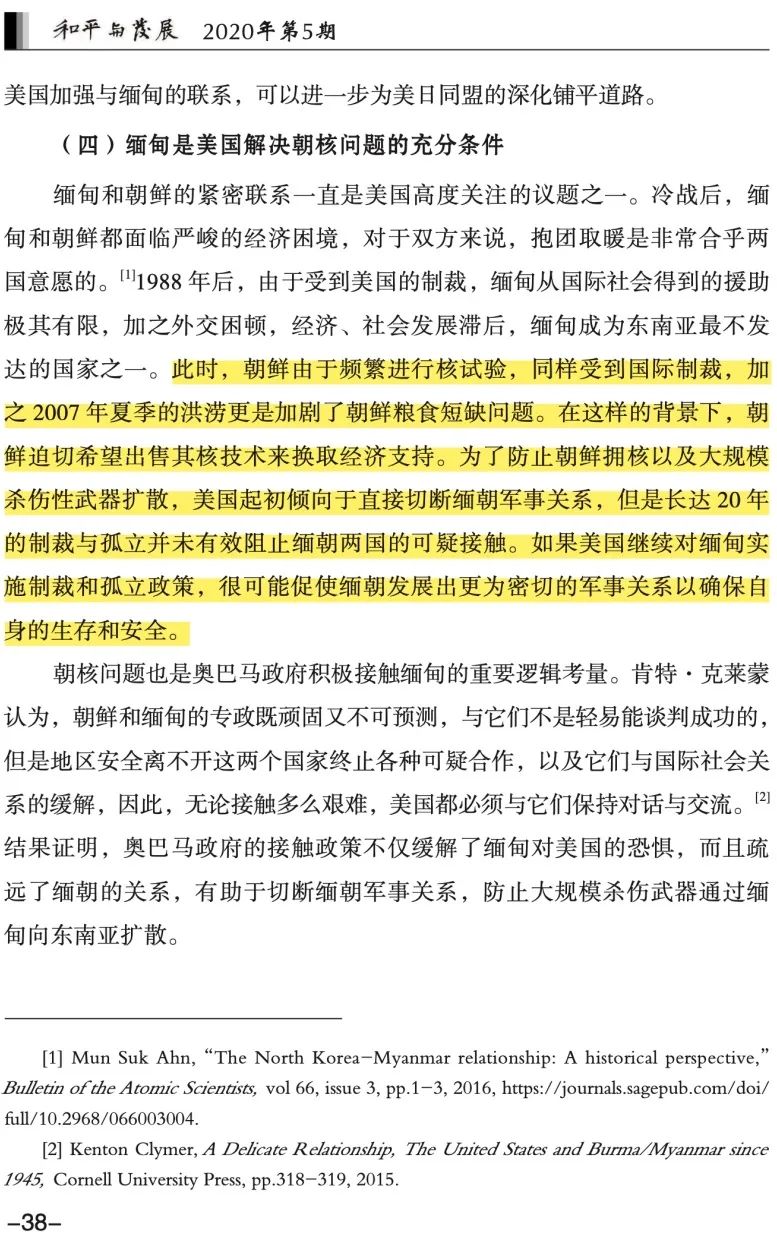 和平与发展 2020年第5期
美国加强与缅甸的联系，可以进一步为美日同盟的深化铺平道路。
（四）缅甸是美国解决朝核问题的充分条件
缅甸和朝鲜的紧密联系一直是美国高度关注的议题之一。冷战后，缅
甸和朝鲜都面临严峻的经济困境，对于双方来说，抱团取暖是非常合乎两
国意愿的。[1]1988 年后，由于受到美国的制裁，缅甸从国际社会得到的援助
极其有限，加之外交困顿，经济、社会发展滞后，缅甸成为东南亚最不发
达的国家之一。此时，朝鲜由于频繁进行核试验，同样受到国际制裁，加
之 2007 年夏季的洪涝更是加剧了朝鲜粮食短缺问题。在这样的背景下，朝
鲜迫切希望出售其核技术来换取经济支持。为了防止朝鲜拥核以及大规模
杀伤性武器扩散，美国起初倾向于直接切断缅朝军事关系，但是长达 20 年
的制裁与孤立并未有效阻止缅朝两国的可疑接触。如果美国继续对缅甸实
施制裁和孤立政策，很可能促使缅朝发展出更为密切的军事关系以确保自
身的生存和安全。
朝核问题也是奥巴马政府积极接触缅甸的重要逻辑考量。肯特·克莱蒙
认为，朝鲜和缅甸的专政既顽固又不可预测，与它们不是轻易能谈判成功的，
但是地区安全离不开这两个国家终止各种可疑合作，以及它们与国际社会关
系的缓解，因此，无论接触多么艰难，美国都必须与它们保持对话与交流。[2]
结果证明，奥巴马政府的接触政策不仅缓解了缅甸对美国的恐惧，而且疏
远了缅朝的关系，有助于切断缅朝军事关系，防止大规模杀伤武器通过缅
甸向东南亚扩散。
[1] Mun Suk Ahn, “The North Korea–Myanmar relationship: A historical perspective,”
Bulletin of the Atomic Scientists, vol 66, issue 3, pp.1–3, 2016, https://journals.sagepub.com/doi/
full/10.2968/066003004.
[2] Kenton Clymer, A Delicate Relationship, The United States and Burma/Myanmar since
1945, Cornell University Press, pp.318–319, 2015.
–38–